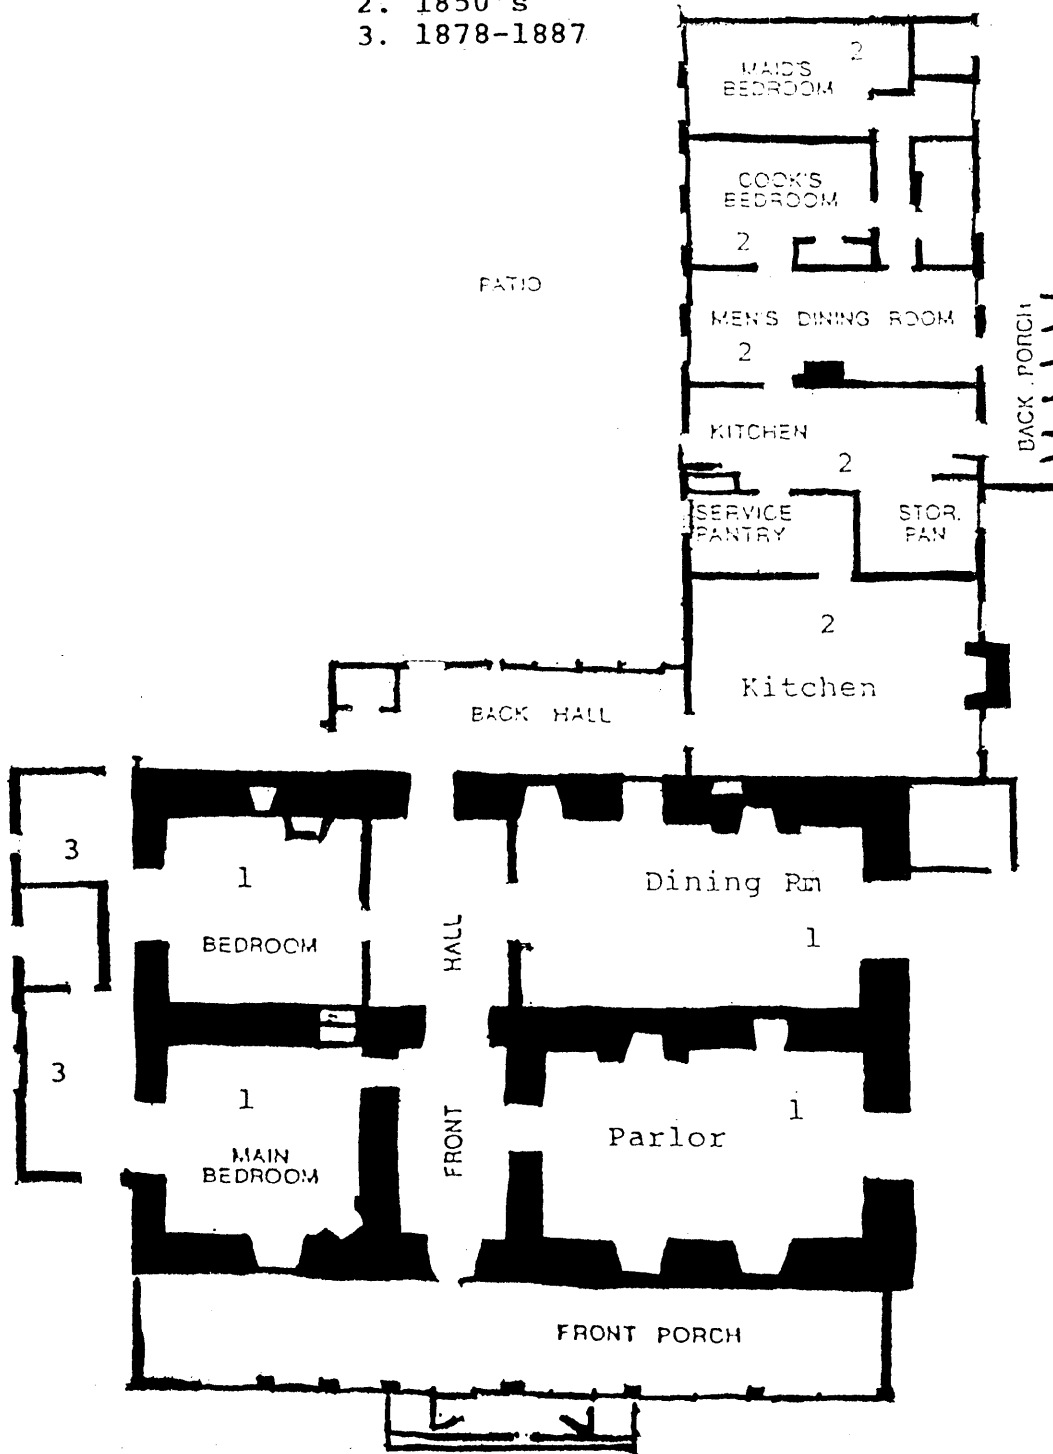 2. 1850's
3. 1878-1887
2
MAID'S
BEDROOM
COOK'S
BEDROOM
2
PATIO
MEN'S DINING ROOM
2
BACK PORCH
KITCHEN
2
SERVICE
PANTRY
STOR.
PAN
2
Kitchen
BACK HALL
3
1
BEDROOM
HALL
Dining Rm
1
3
1
MAIN
BEDROOM
FRONT
1
Parlor
FRONT PORCH